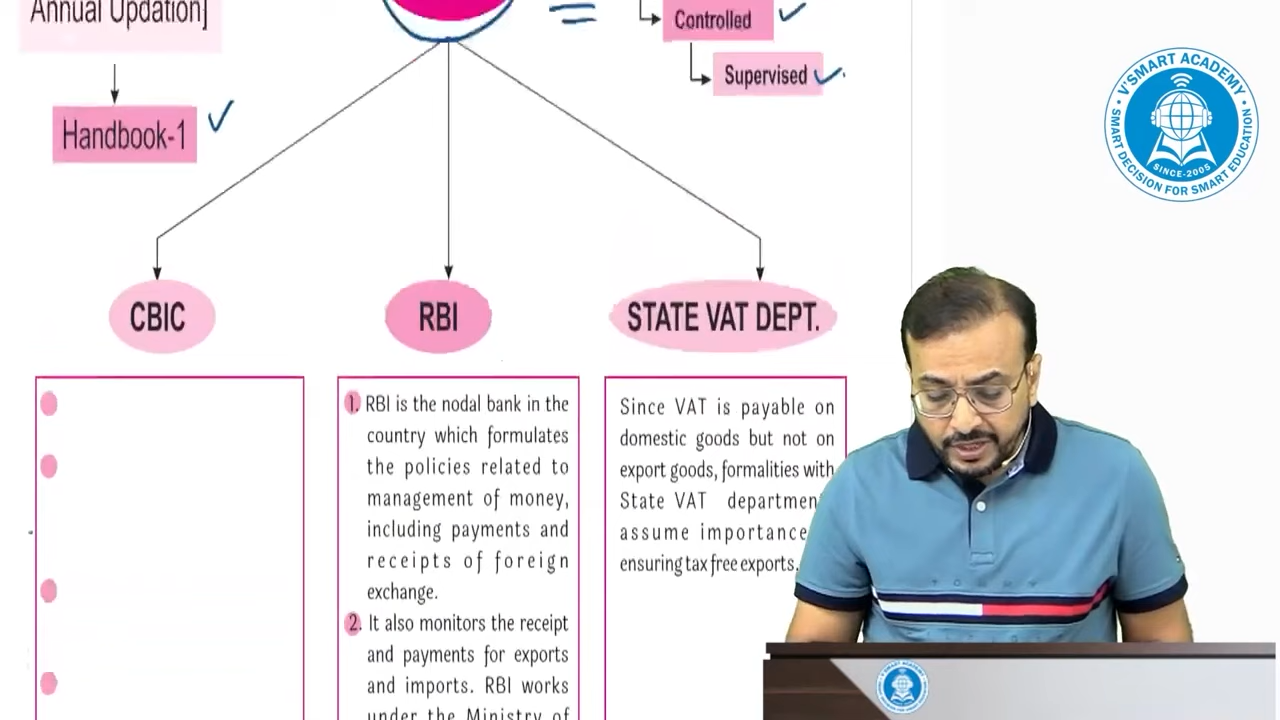 Annual Updation]
Handbook-1
Controlled
Supervised
CBIC
RBI
STATE VAT DEPT.
1. RBI is the nodal bank in the
country which formulates
the policies related to
management of money,
including payments and
receipts of foreign
exchange.
2. It also monitors the receipt
and payments for exports
and imports. RBI works
under the Ministry of
Since VAT is payable on
domestic goods but not on
export goods, formalities with
State VAT departmen
assume importance
ensuring tax free exports.
V'SMART ACADEMY
SINCE-2005
SMART DECISION FOR SMART EDUCATION